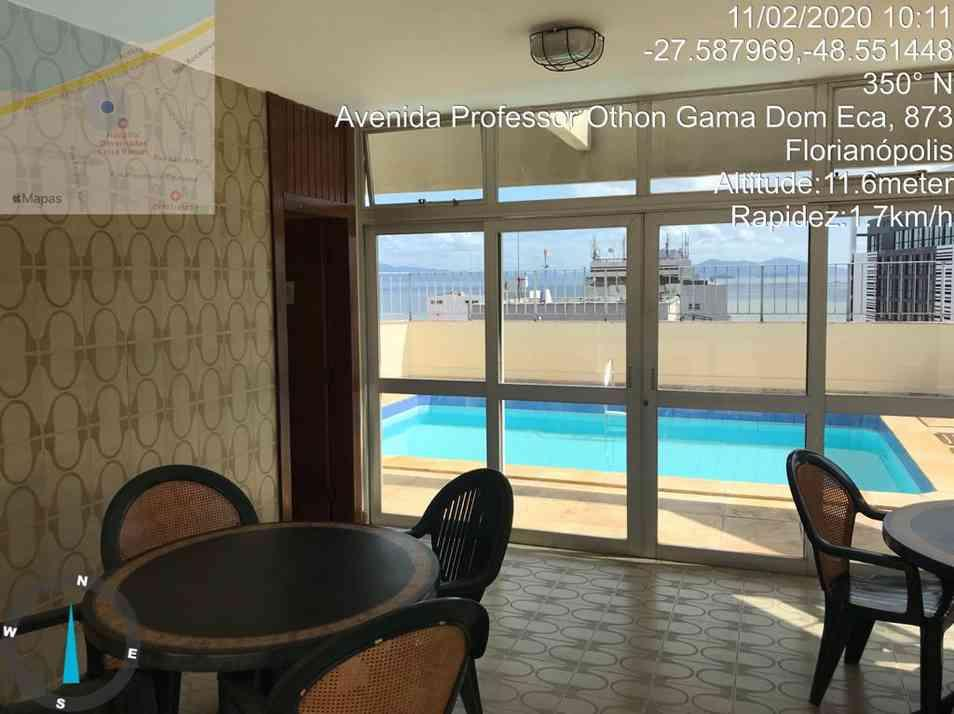 11/02/2020 10:11
-27.587969,-48.551448
350° N
Avenida Professor Othon Gama Dom Eca, 873
Florianópolis
Altitude:11.6meter
Rapidez:1.7km/h
Mapas
N
W
E
S